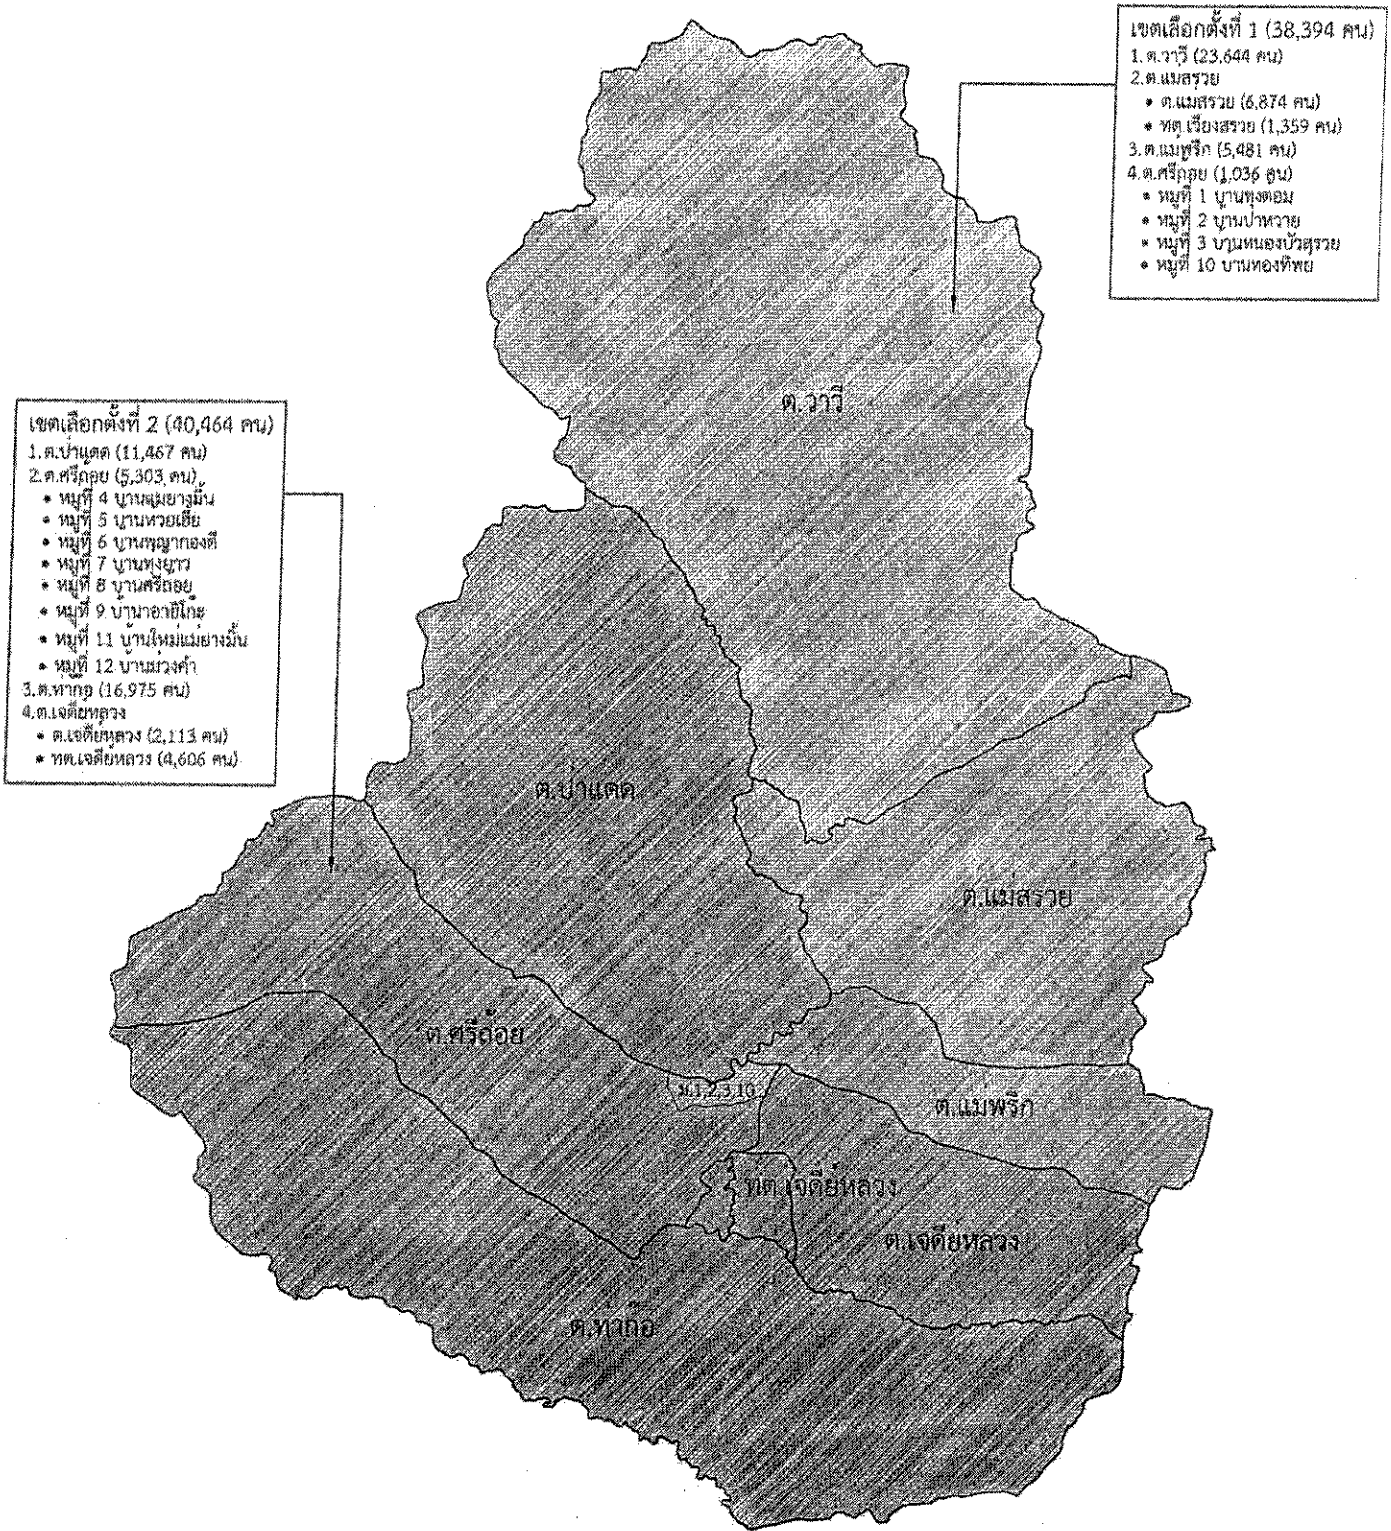 เขตเลือกตั้งที่ 1 (38,394 คน)
1.ต.วาวี (23,644 คน)
2.ต.แม่สรวย
• ต.แม่สรวย (6,874 คน)
• ทต.เวียงสรวย (1,359 คน)
3.ต.แม่พริก (5,481 คน)
4.ต.ศรีถ้อย (1,036 คน)
• หมู่ที่ 1 บ้านทุ่งดอม
• หมู่ที่ 2 บ้านป่าหวาย
• หมู่ที่ 3 บ้านหนองบัวสรวย
• หมู่ที่ 10 บ้านทองทิพย์
ต.วาวี
เขตเลือกตั้งที่ 2 (40,464 คน)
1.ต.ป่าแดด (11,467 คน)
2.ต.ศรีถ้อย (5,303 คน)
• หมู่ที่ 4 บ้านแม่ยางมิ้น
• หมู่ที่ 5 บ้านห้วยเฮี้ย
• หมู่ที่ 6 บ้านพญากองดี
• หมู่ที่ 7 บ้านทุ่งยาว
• หมู่ที่ 8 บ้านศรีถ้อย
• หมู่ที่ 9 บ้านอายิโก๊ะ
• หมู่ที่ 11 บ้านใหม่แม่ยางมิ้น
• หมู่ที่ 12 บ้านม่วงคำ
3.ต.ท่าก๊อ (16,975 คน)
4.ต.เจดีย์หลวง
• ต.เจดีย์หลวง (2,113 คน)
• ทต.เจดีย์หลวง (4,606 คน)
ต.ป่าแดด
ต.แม่สรวย
ต.ศรีถ้อย
ม.1,2,3,10
ต.แม่พริก
ทต.เจดีย์หลวง
ต.เจดีย์หลวง
ต.ท่าก๊อ